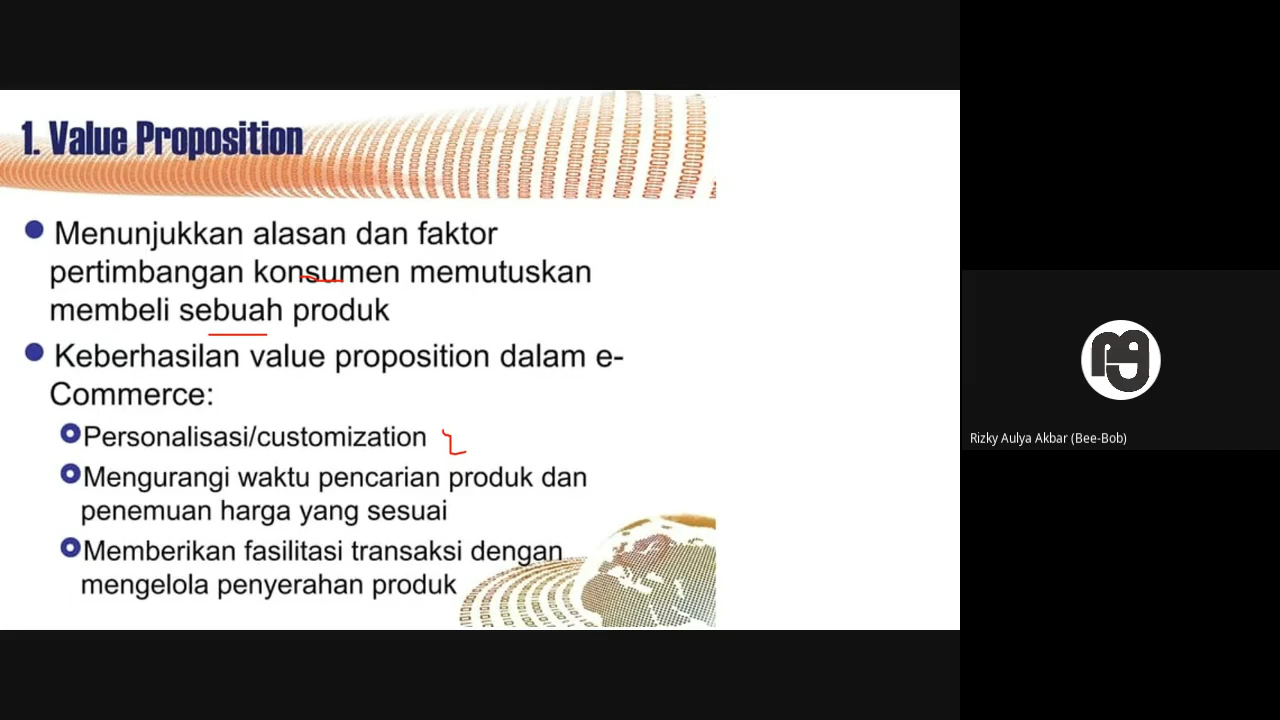 1. Value Proposition
Menunjukkan alasan dan faktor
pertimbangan konsumen memutuskan
membeli sebuah produk
Keberhasilan value proposition dalam e-
Commerce:
Personalisasi/customization
Mengurangi waktu pencarian produk dan
penemuan harga yang sesuai
Memberikan fasilitasi transaksi dengan
mengelola penyerahan produk
Rizky Aulya Akbar (Bee-Bob)